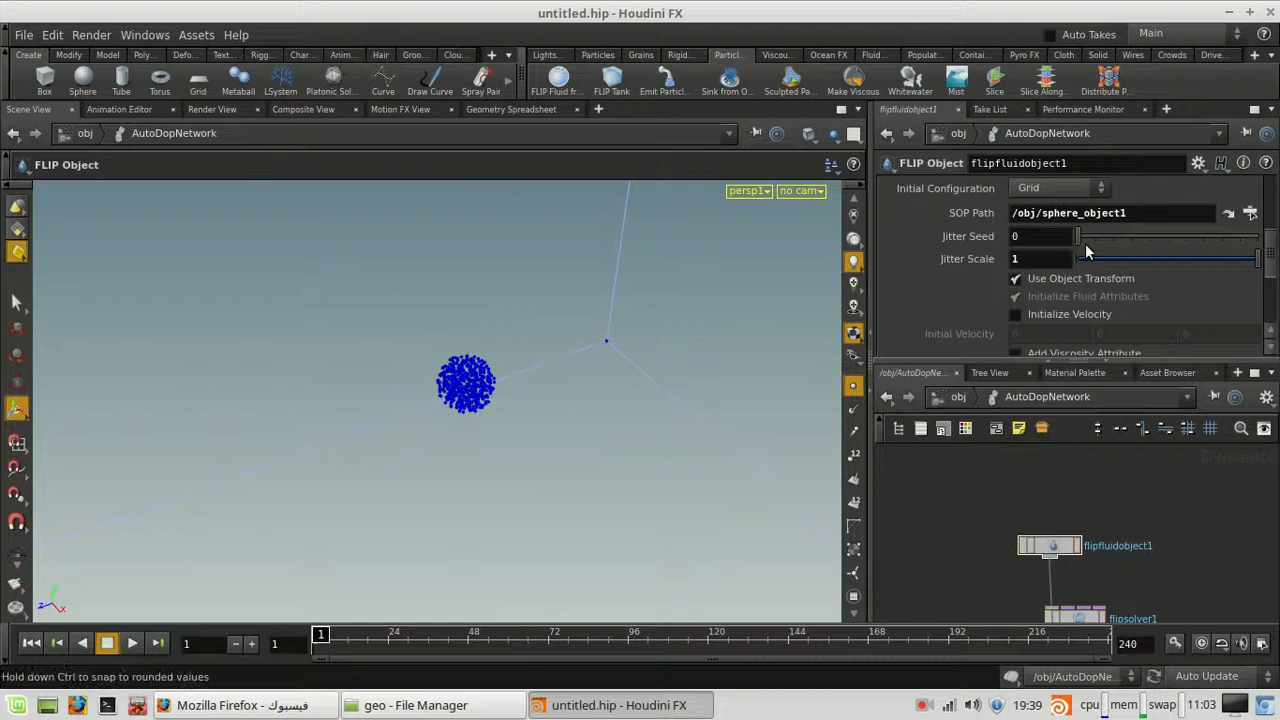 untitled.hip - Houdini FX
File Edit Render Windows Assets Help
Auto Takes Main
Create Modify Poly... Defo... Text... Rigg... Char... Anim... Hair Groo... Clou...
Lights... Particles Grains Rigid... Particl... Viscou... Ocean FX Fluid... Populat... Contai... Pyro FX Cloth Solid Wires Crowds Drive...
Box Sphere Tube Torus Grid Metaball LSystem Platonic Sol... Curve Draw Curve Spray Pair
FLIP Fluid fr... FLIP Tank Emit Particl... Sink from O... Sculpted Pa... Make Viscous Whitewater Mist Slice Slice Along... Distribute P...
Scene View Animation Editor Render View Composite View Motion FX View Geometry Spreadsheet
flipfluidobject1 Take List Performance Monitor
obj AutoDopNetwork
obj AutoDopNetwork
FLIP Object
FLIP Object flipfluidobject1
persp1 no cam
Initial Configuration Grid
SOP Path /obj/sphere_object1
Jitter Seed 0
Jitter Scale 1
Use Object Transform
Initialize Fluid Attributes
Initialize Velocity
Initial Velocity 0 0 0
Add Viscosity Attribute
/obj/AutoDopNe... Tree View Material Palette Asset Browser
obj AutoDopNetwork
flipfluidobject1
flipsolver1
z y x
1 1 1 24 48 72 96 120 144 168 192 216 2 240
Hold down Ctrl to snap to rounded values
/obj/AutoDopNe... Auto Update
فيسبوك - Mozilla Firefox
geo - File Manager
untitled.hip - Houdini FX
19:39 cpu mem swap 11:03